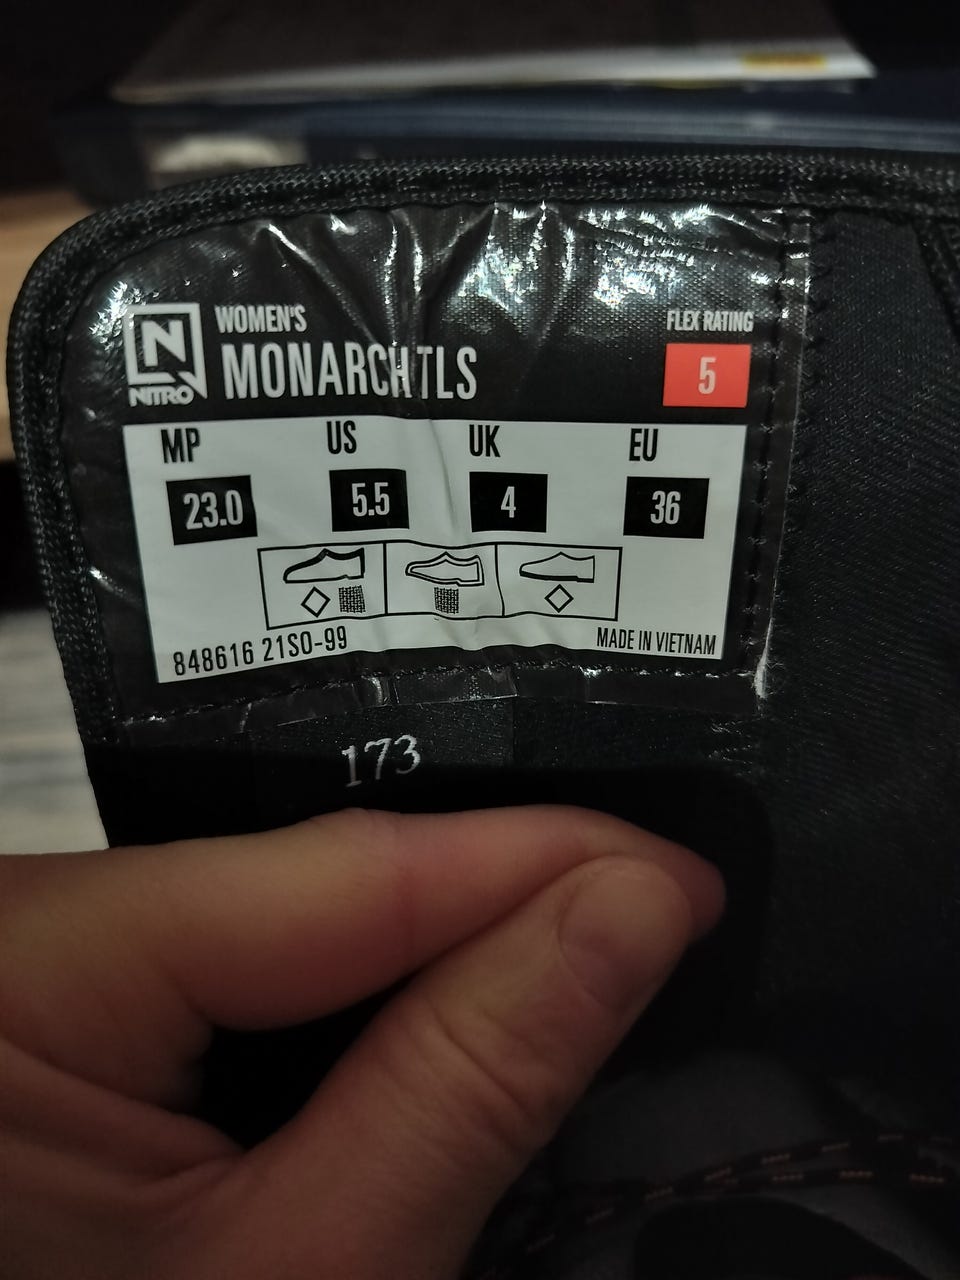 WOMEN'S
MONARCH TLS
NITRO
FLEX RATING
5
MP US UK EU
23.0 5.5 4 36
848616 21SO-99
MADE IN VIETNAM
173